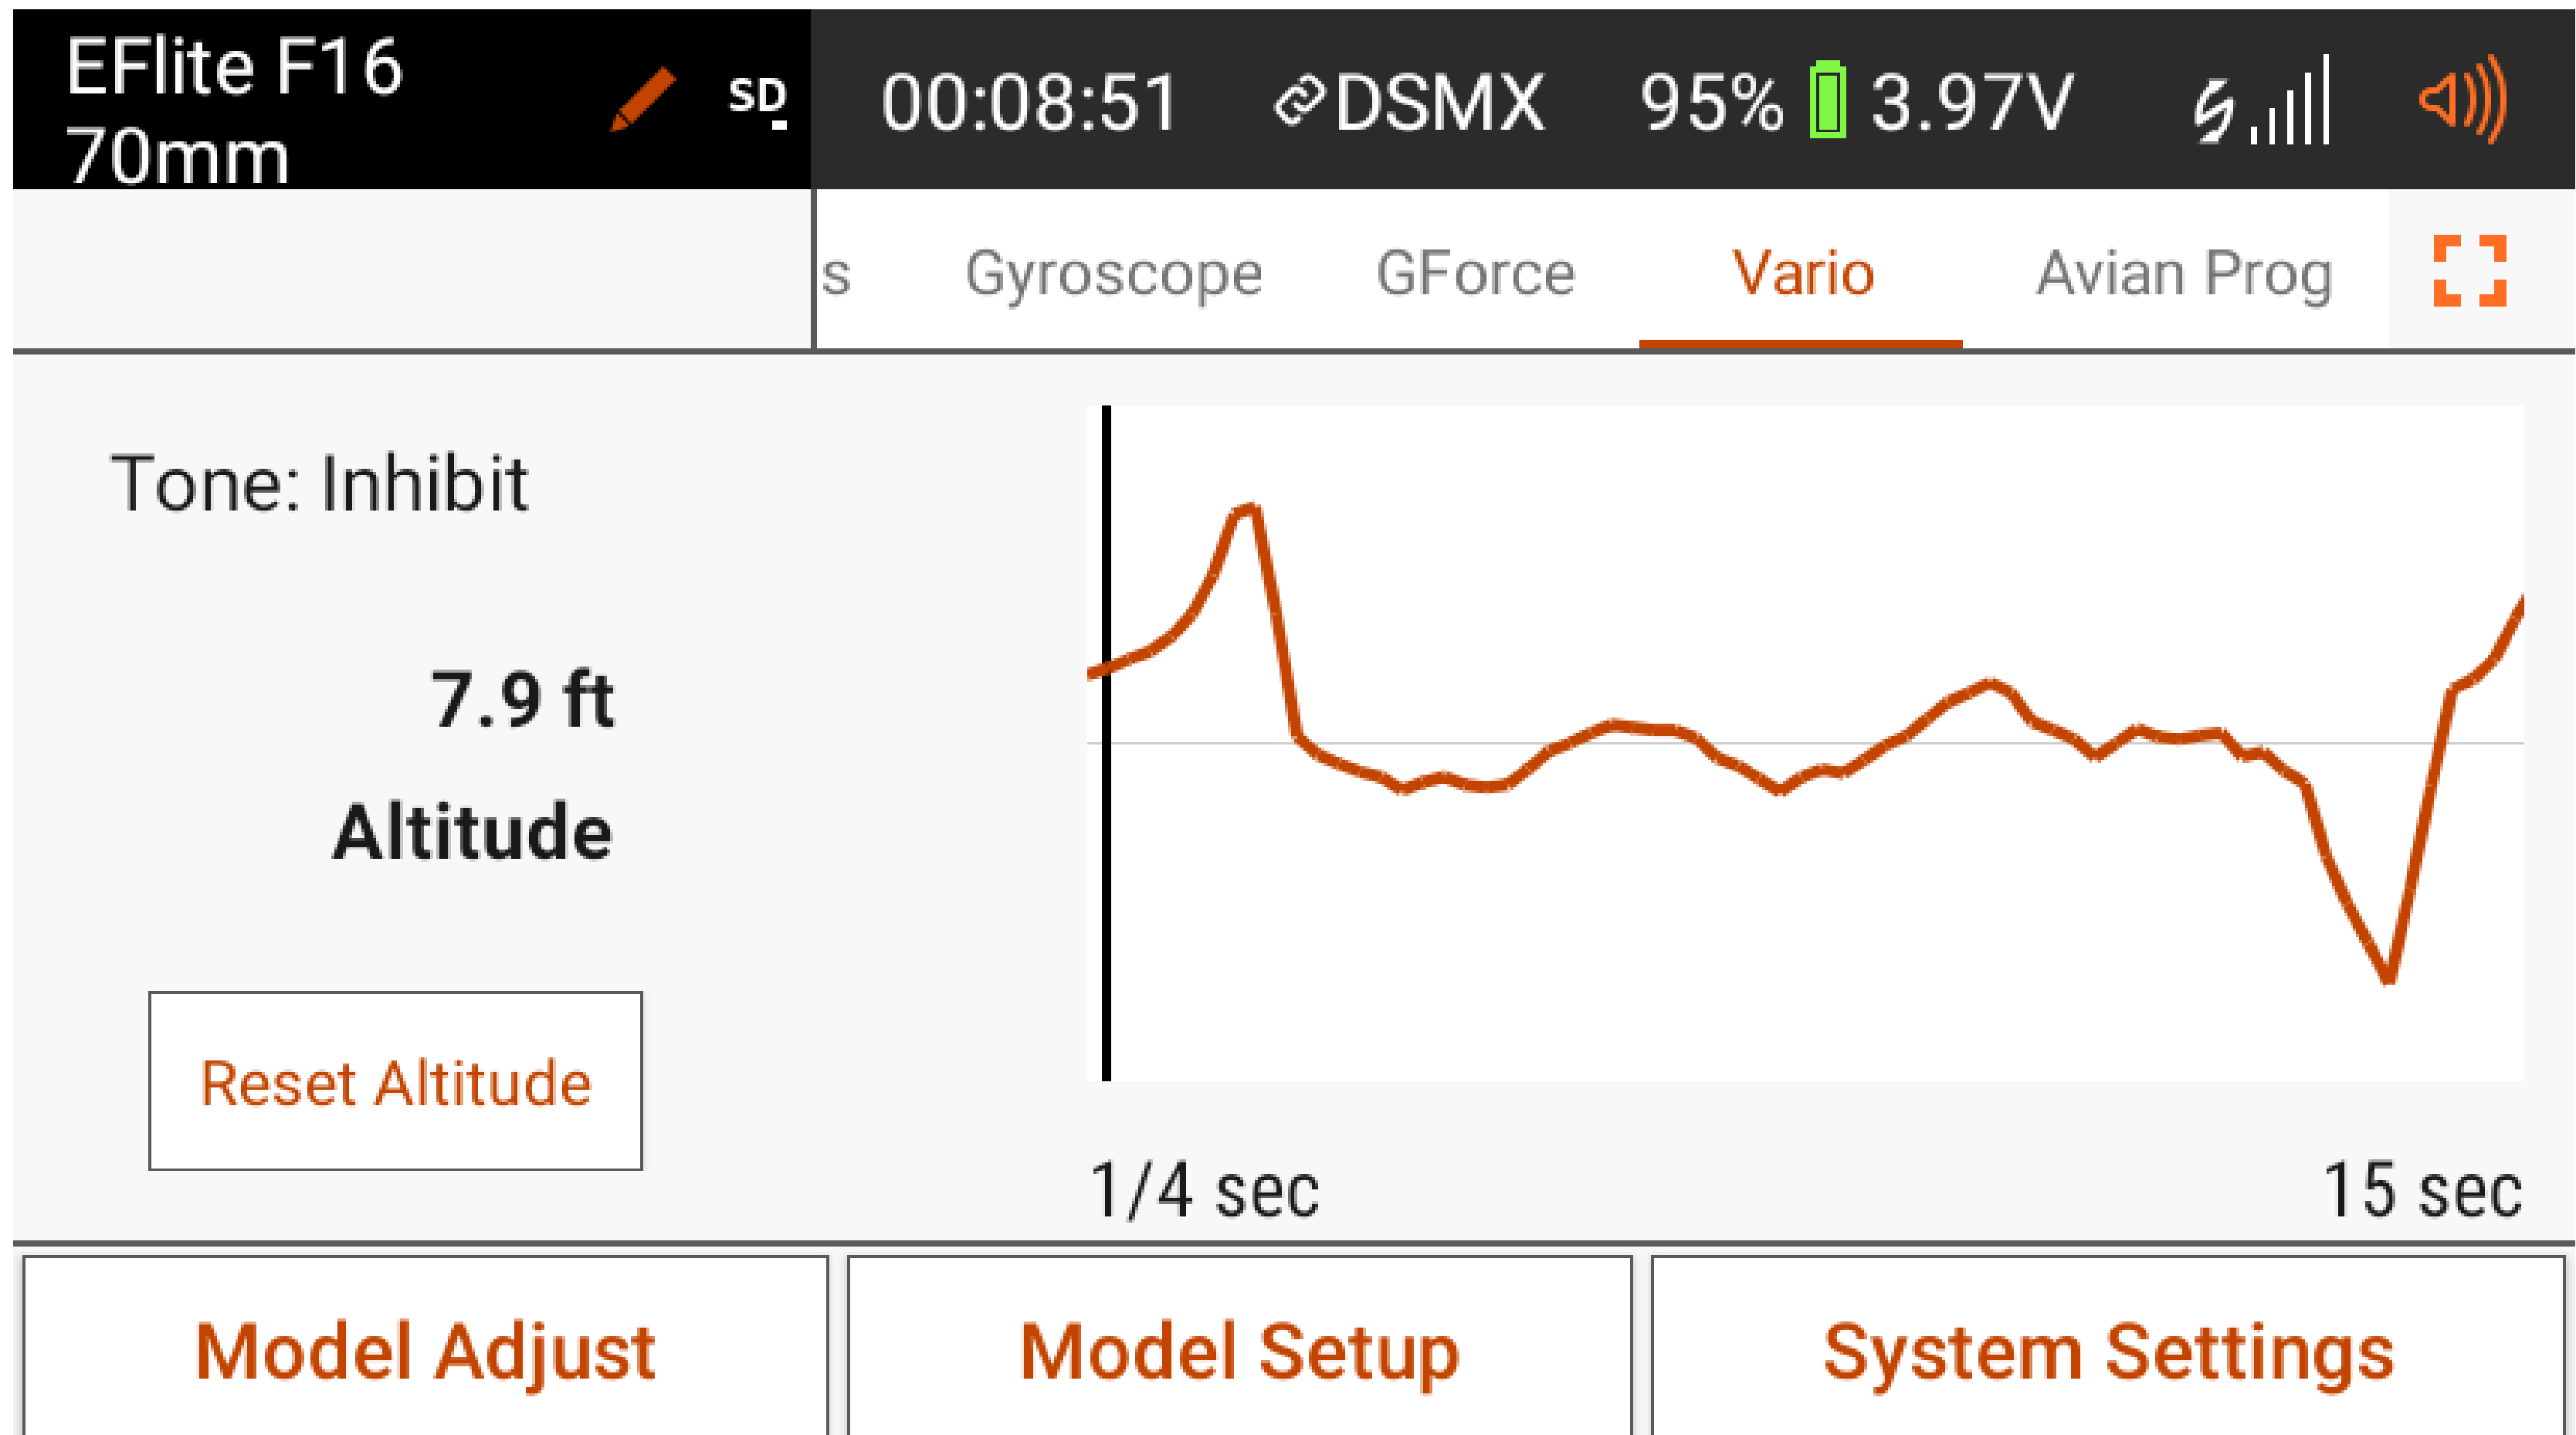 EFlite F16
70mm
SD
00:08:51 DSMX 95% 3.97V
s Gyroscope GForce Vario Avian Prog
Tone: Inhibit
7.9 ft
Altitude
Reset Altitude
1/4 sec 15 sec
Model Adjust Model Setup System Settings